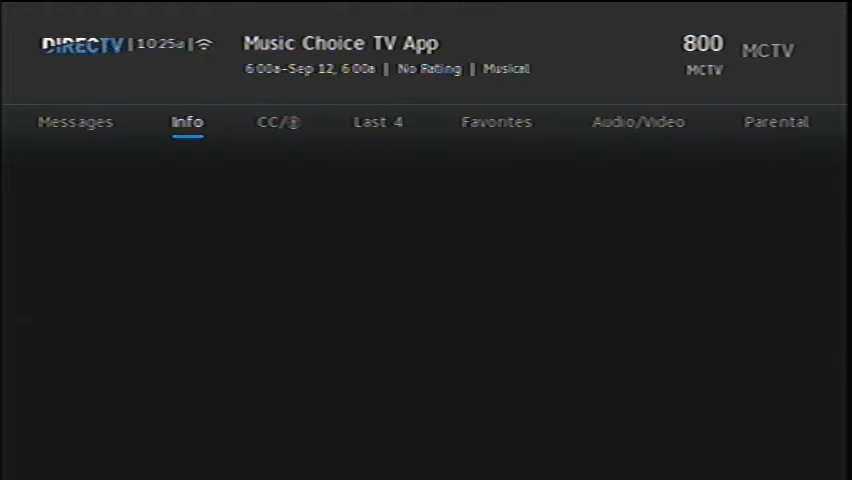 DIRECTV | 10:25a |
Music Choice TV App
800
MCTV
6:00a-Sep 12, 6:00a | No Rating | Musical
MCTV
Messages
Info
CC/
Last 4
Favorites
Audio/Video
Parental